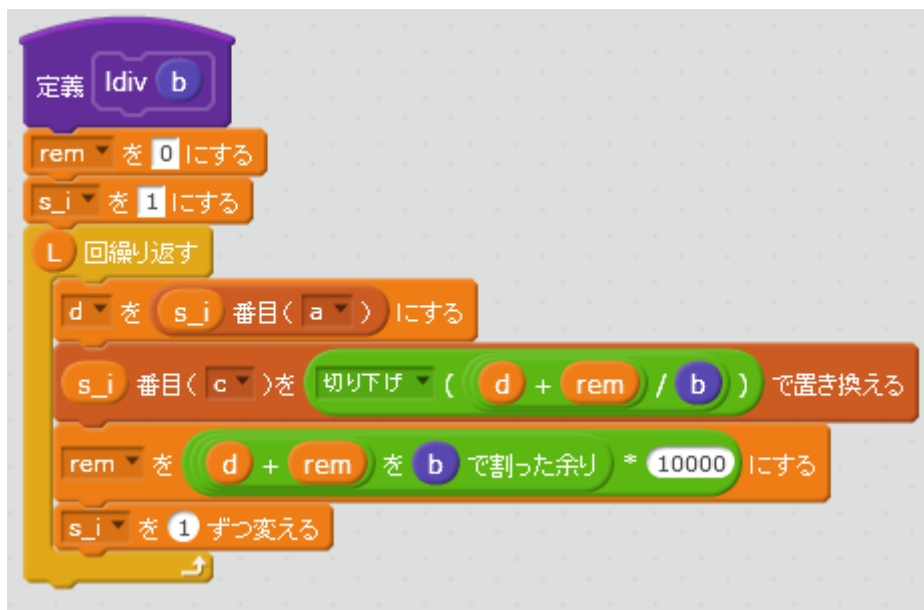 定義 ldiv b
rem を 0 にする
s_i を 1 にする
L 回繰り返す
d を s_i 番目( a ) にする
s_i 番目( c )を 切り下げ ( d + rem / b ) で置き換える
rem を d + rem を b で割った余り * 10000 にする
s_i を 1 ずつ変える